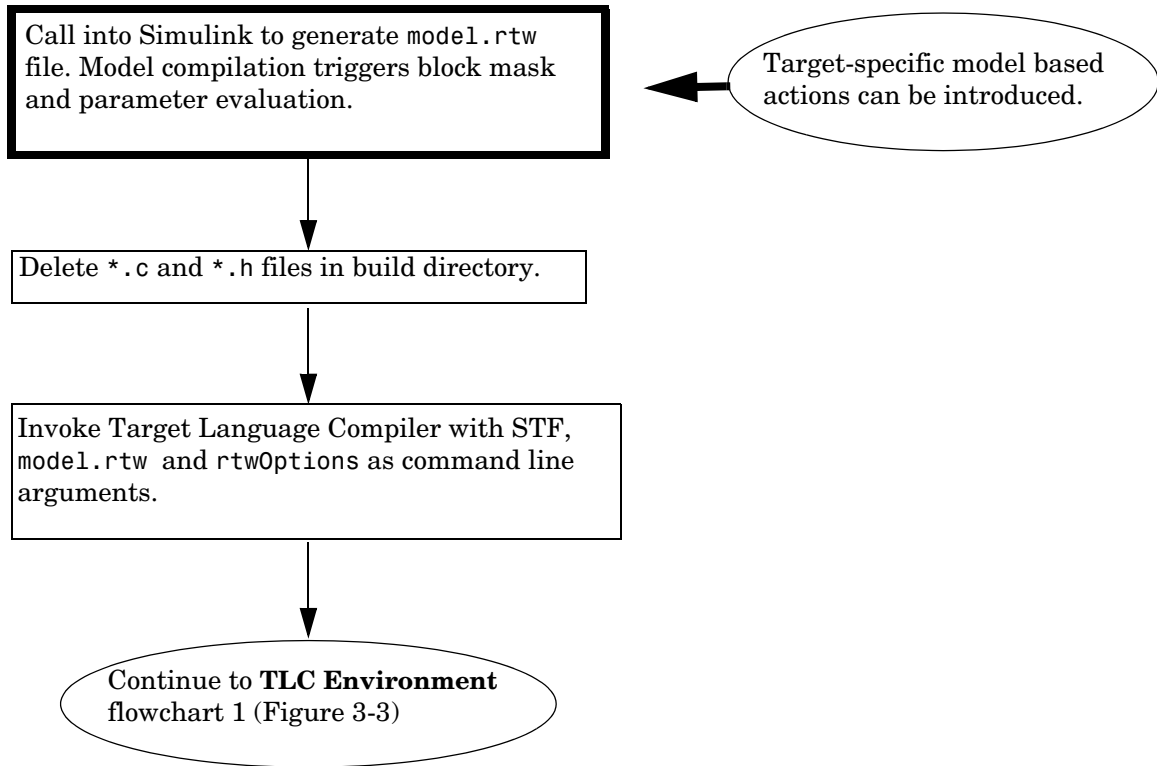 Call into Simulink to generate model.rtw
file. Model compilation triggers block mask
and parameter evaluation.
Target-specific model based
actions can be introduced.
Delete *.c and *.h files in build directory.
Invoke Target Language Compiler with STF,
model.rtw and rtwOptions as command line
arguments.
Continue to TLC Environment
flowchart 1 (Figure 3-3)